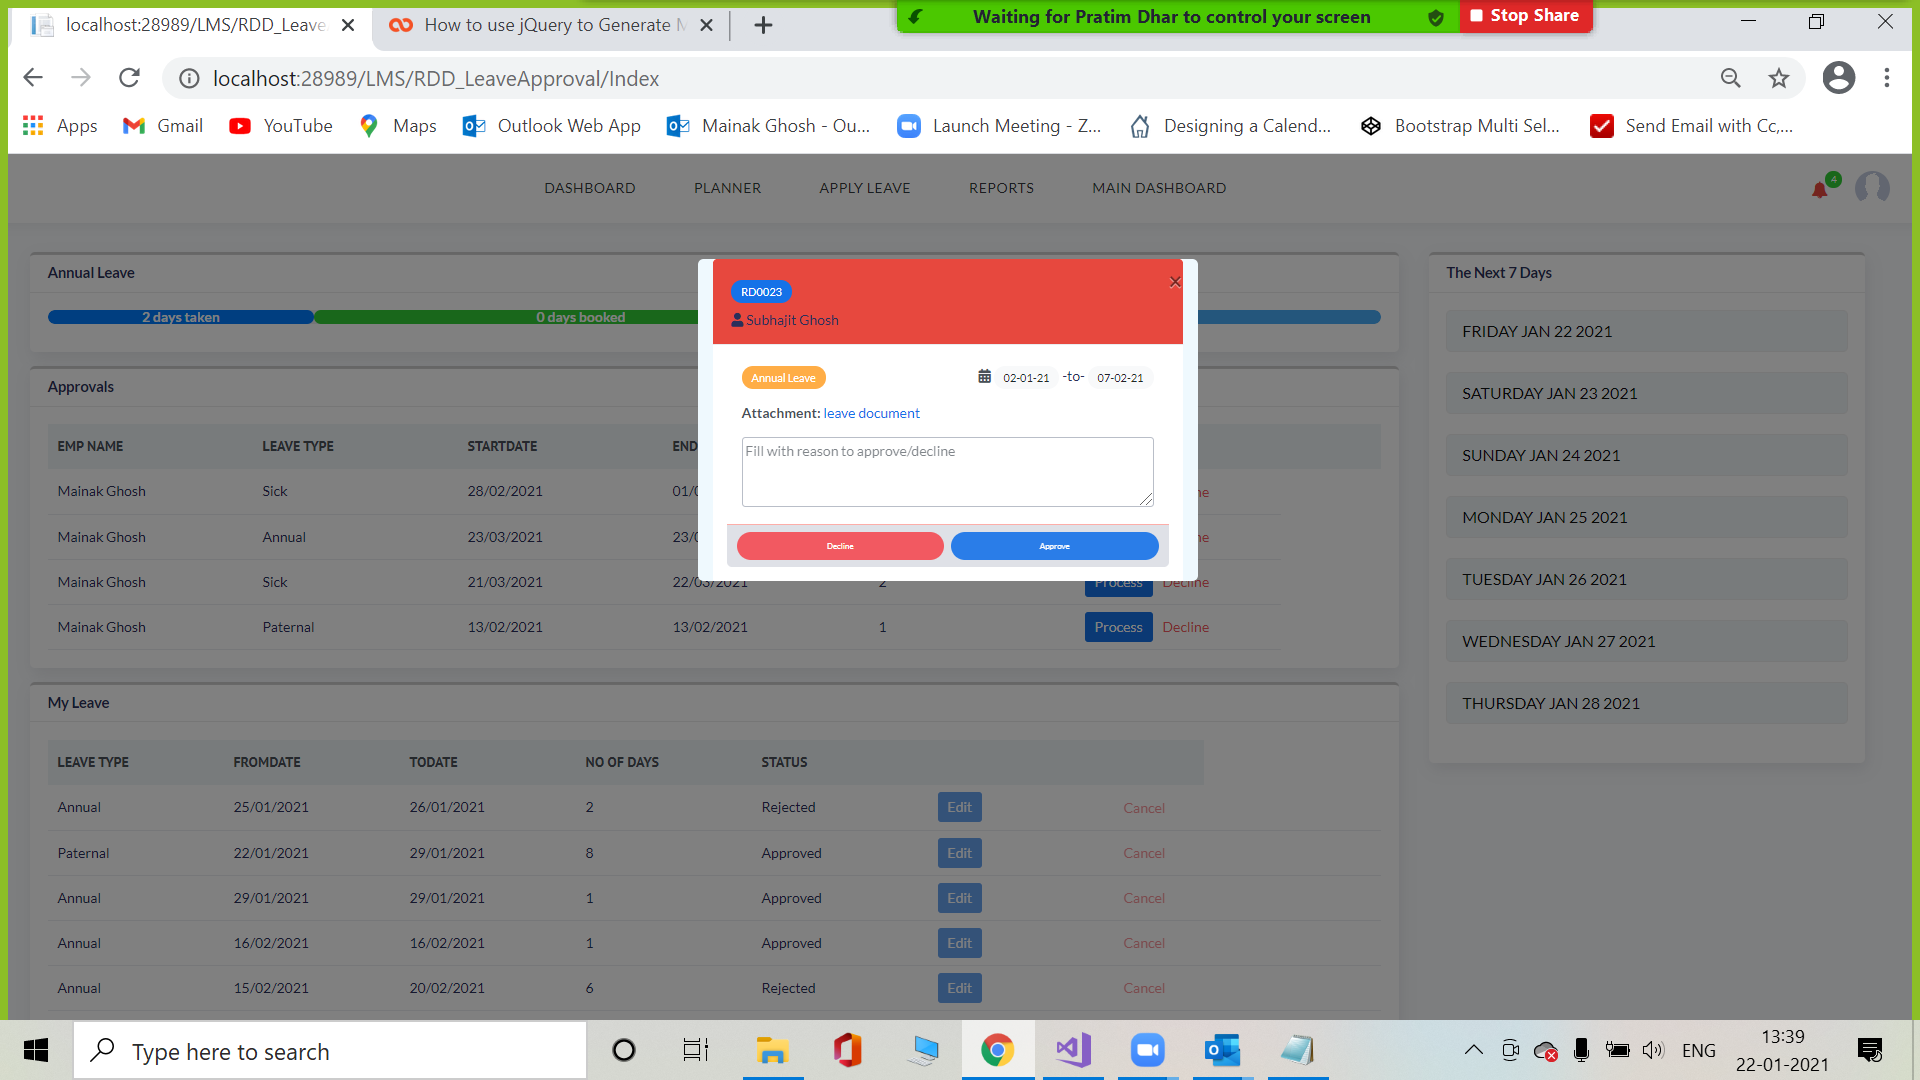 localhost:28989/LMS/RDD_Leave
How to use jQuery to Generate M
Waiting for Pratim Dhar to control your screen
Stop Share
localhost:28989/LMS/RDD_LeaveApproval/Index
Apps
Gmail
YouTube
Maps
Outlook Web App
Mainak Ghosh - Ou...
Launch Meeting - Z...
Designing a Calend...
Bootstrap Multi Sel...
Send Email with Cc,...
DASHBOARD
PLANNER
APPLY LEAVE
REPORTS
MAIN DASHBOARD
4
Annual Leave
2 days taken
0 days booked
RD0023
Subhajit Ghosh
Annual Leave
02-01-21 -to- 07-02-21
Attachment: leave document
Fill with reason to approve/decline
Decline
Approve
Approvals
EMP NAME LEAVE TYPE STARTDATE END
Mainak Ghosh Sick 28/02/2021 01/0 ne
Mainak Ghosh Annual 23/03/2021 23/0 ne
Mainak Ghosh Sick 21/03/2021 22/03/2021 2 Process Decline
Mainak Ghosh Paternal 13/02/2021 13/02/2021 1 Process Decline
My Leave
LEAVE TYPE FROMDATE TODATE NO OF DAYS STATUS
Annual 25/01/2021 26/01/2021 2 Rejected Edit Cancel
Paternal 22/01/2021 29/01/2021 8 Approved Edit Cancel
Annual 29/01/2021 29/01/2021 1 Approved Edit Cancel
Annual 16/02/2021 16/02/2021 1 Approved Edit Cancel
Annual 15/02/2021 20/02/2021 6 Rejected Edit Cancel
The Next 7 Days
FRIDAY JAN 22 2021
SATURDAY JAN 23 2021
SUNDAY JAN 24 2021
MONDAY JAN 25 2021
TUESDAY JAN 26 2021
WEDNESDAY JAN 27 2021
THURSDAY JAN 28 2021
Type here to search
ENG
13:39
22-01-2021